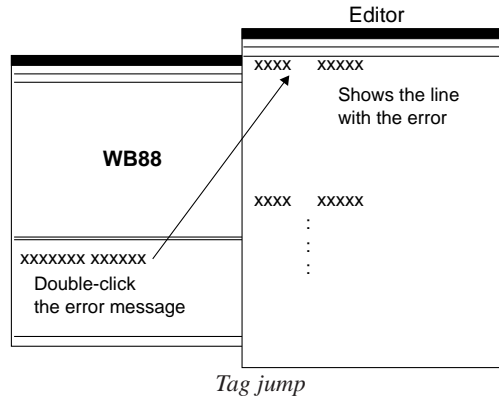 Editor
xxxx xxxxx
Shows the line
with the error
WB88
xxxx xxxxx
:
:
:
xxxxxxx xxxxxx
Double-click
the error message
Tag jump